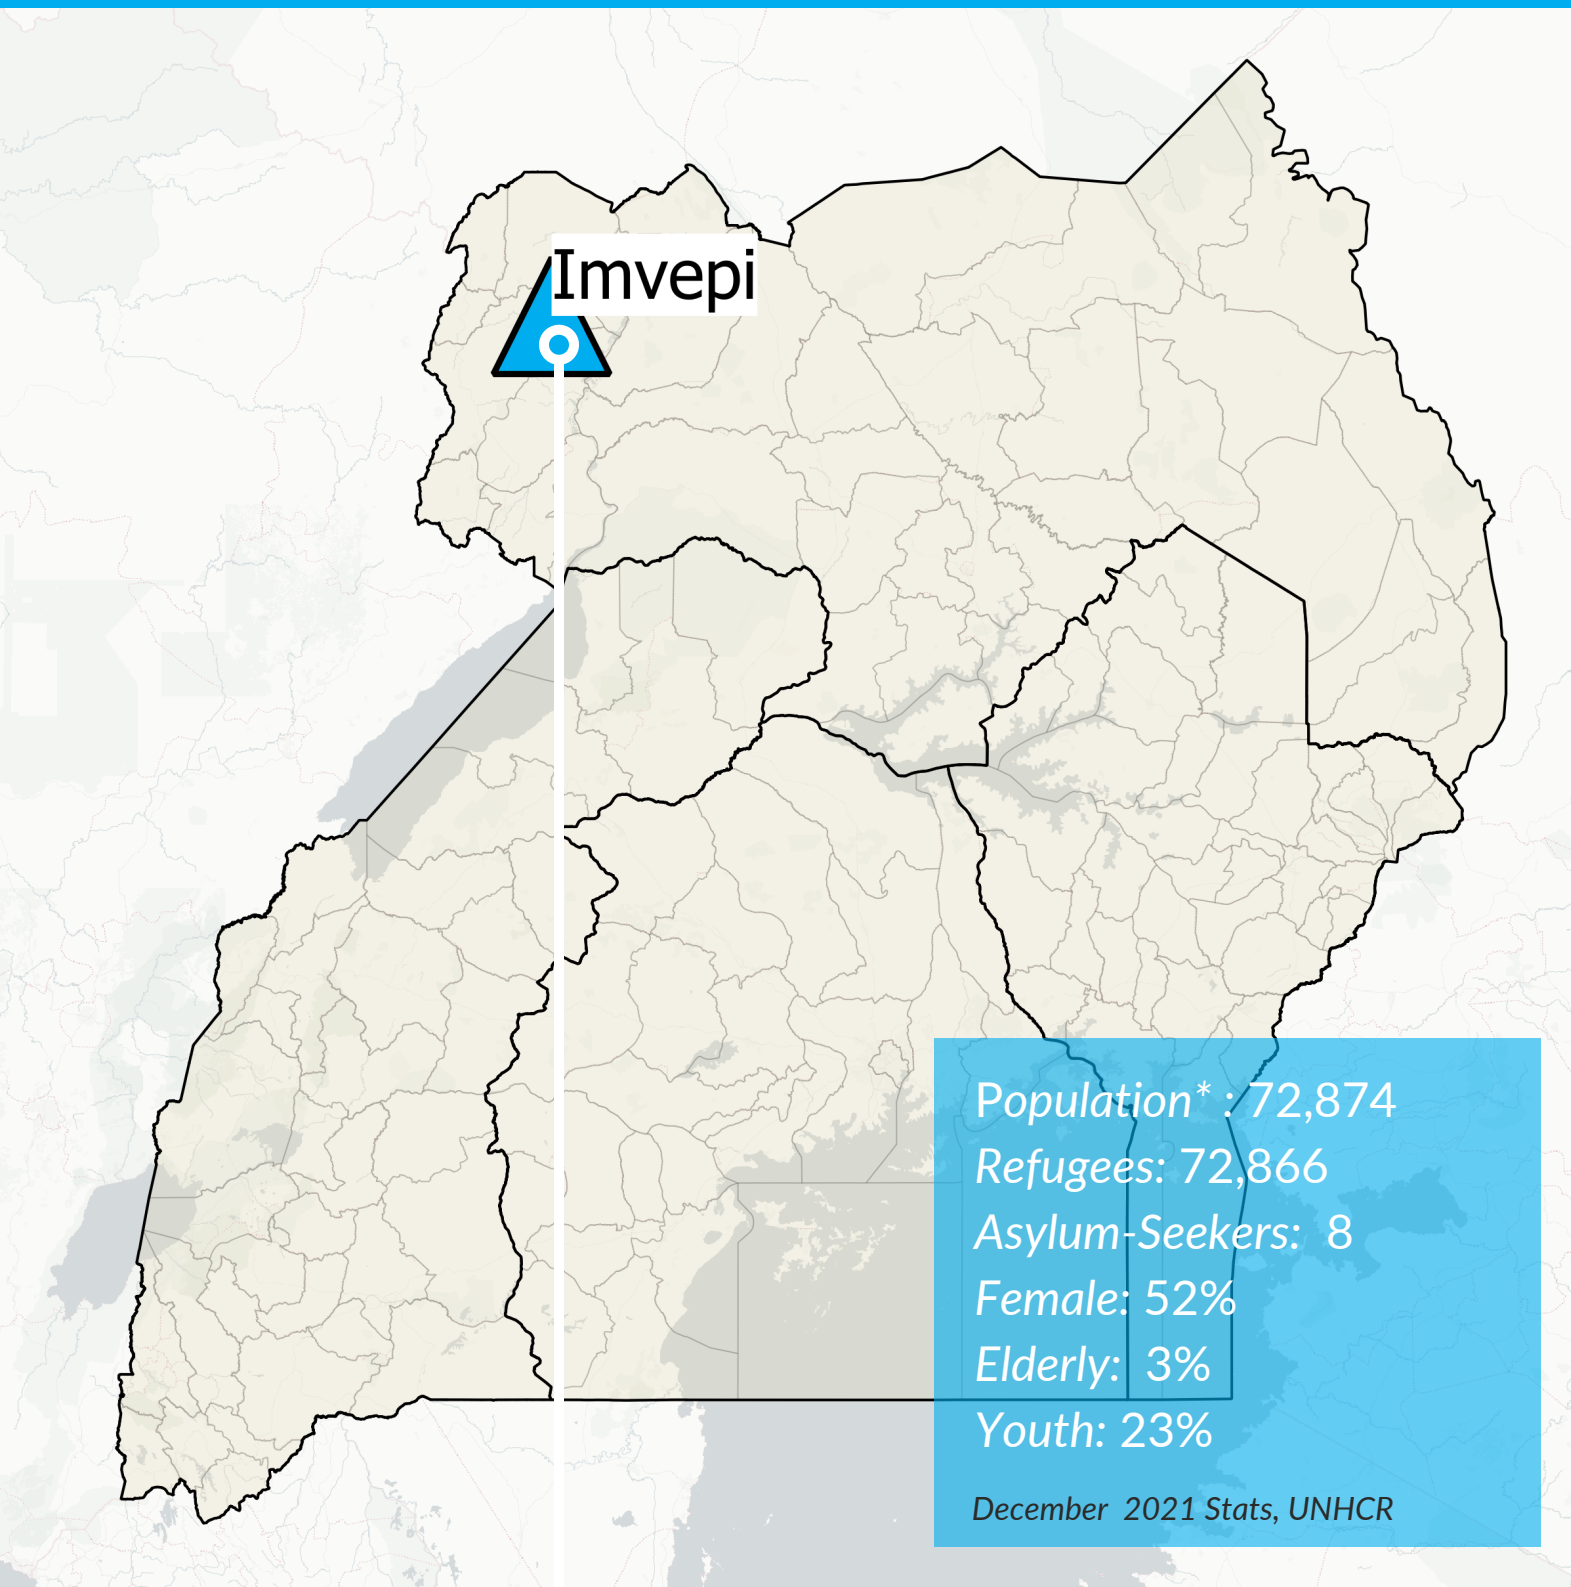 Imvepi
Population* : 72,874
Refugees: 72,866
Asylum-Seekers: 8
Female: 52%
Elderly: 3%
Youth: 23%
December 2021 Stats, UNHCR